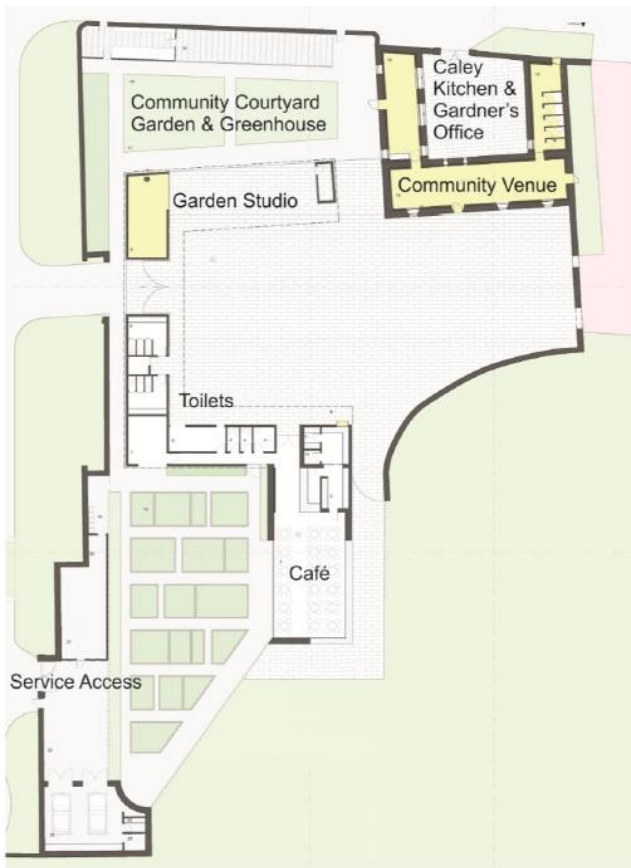 Community Courtyard
Garden & Greenhouse
Caley
Kitchen &
Gardner's
Office
Community Venue
Garden Studio
Toilets
Café
Service Access